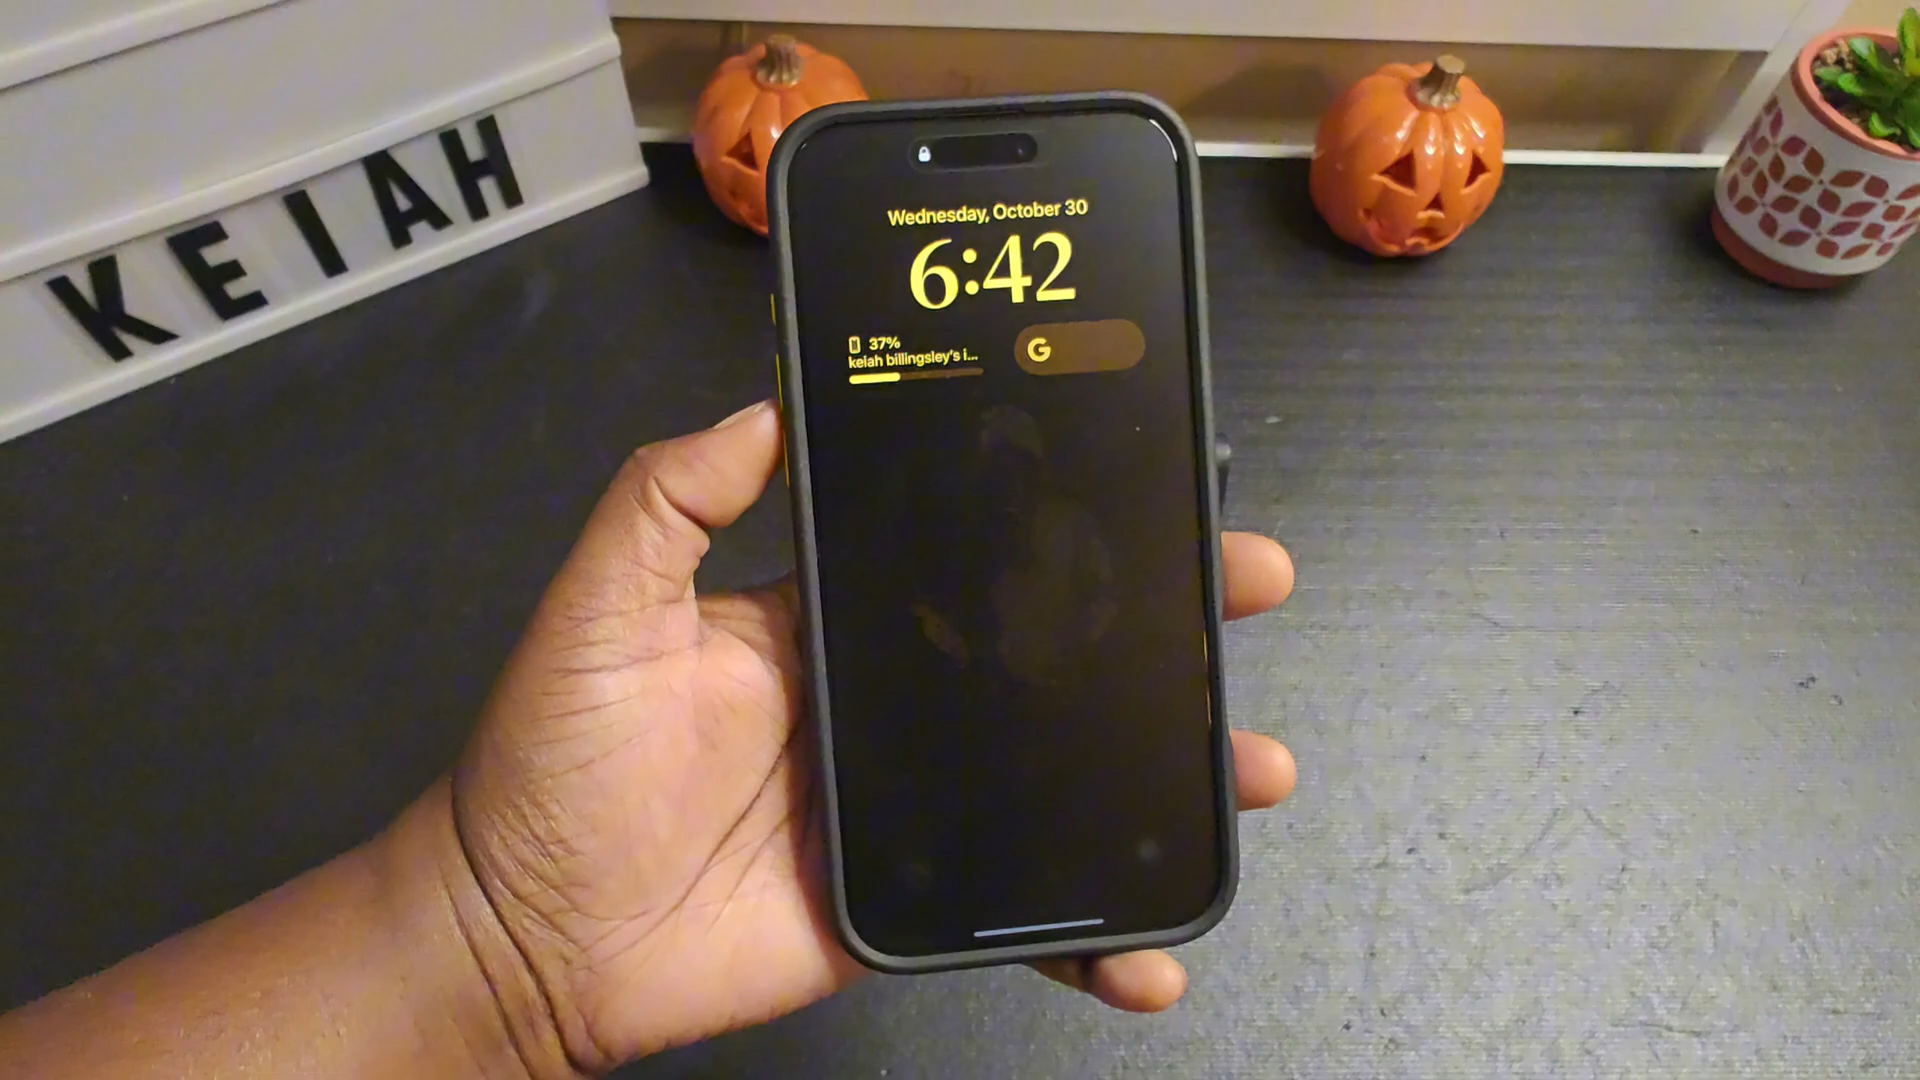 KEIAH
Wednesday, October 30
6:42
37%
keiah billingsley's i...
G